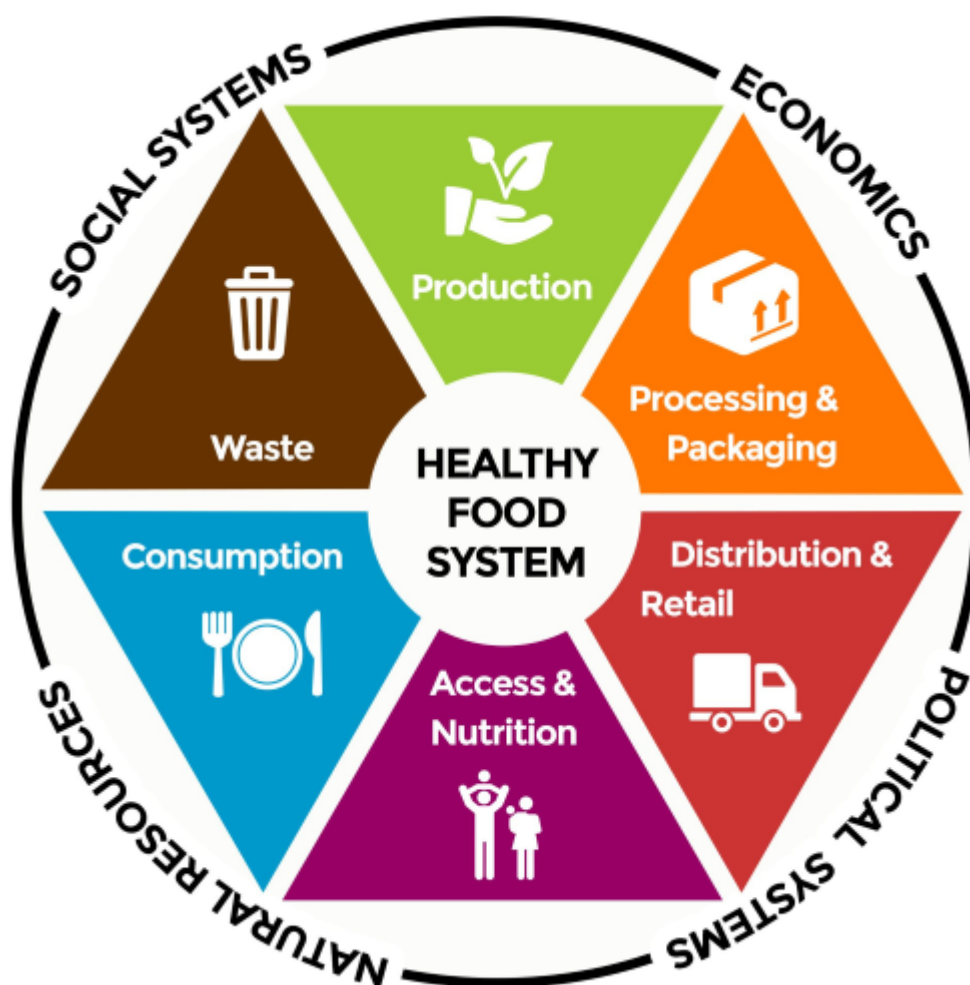 SOCIAL SYSTEMS
ECONOMICS
Production
Waste
Processing &
Packaging
HEALTHY
FOOD
SYSTEM
Consumption
Distribution &
Retail
Access &
Nutrition
NATURAL RESOURCES
POLITICAL SYSTEMS